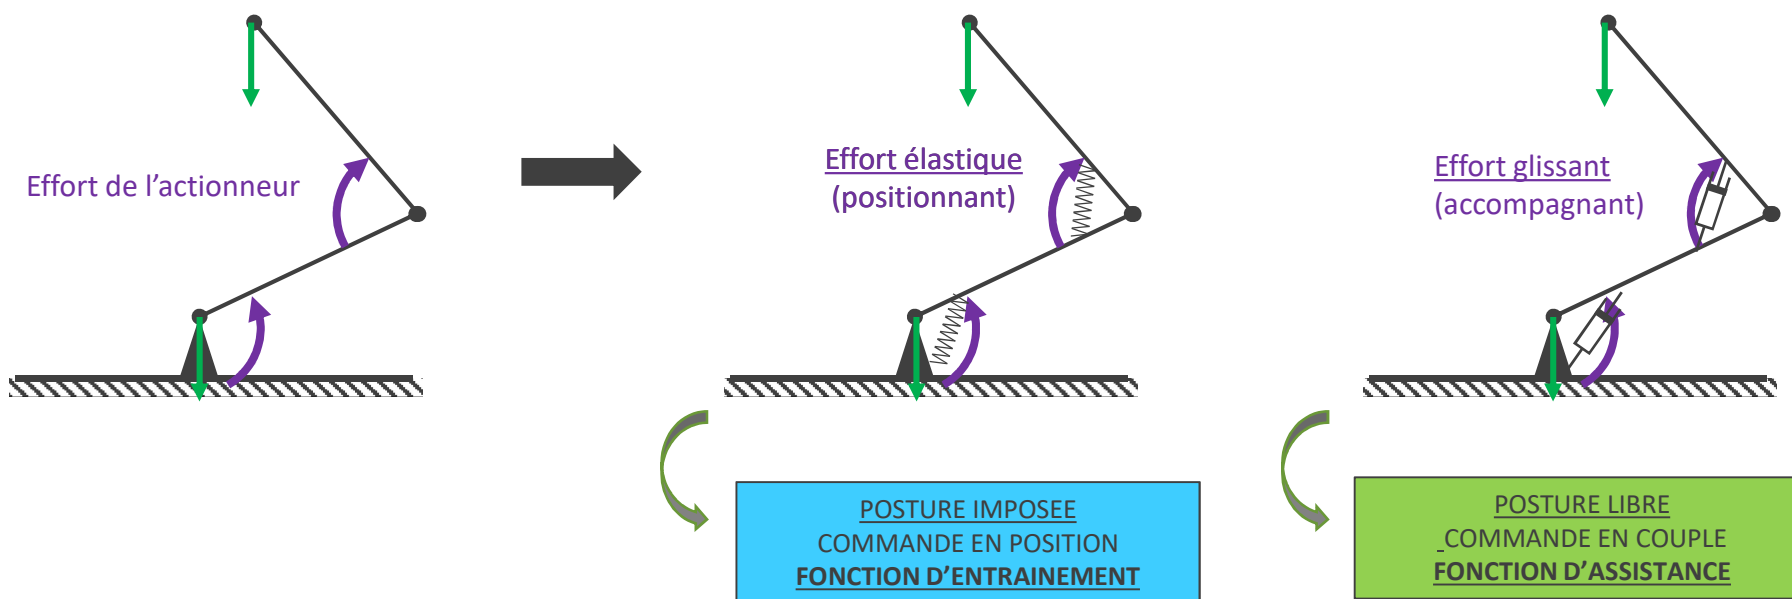 Effort de l’actionneur
Effort élastique
(positionnant)
Effort glissant
(accompagnant)
POSTURE IMPOSEE
COMMANDE EN POSITION
FONCTION D’ENTRAINEMENT
POSTURE LIBRE
COMMANDE EN COUPLE
FONCTION D’ASSISTANCE